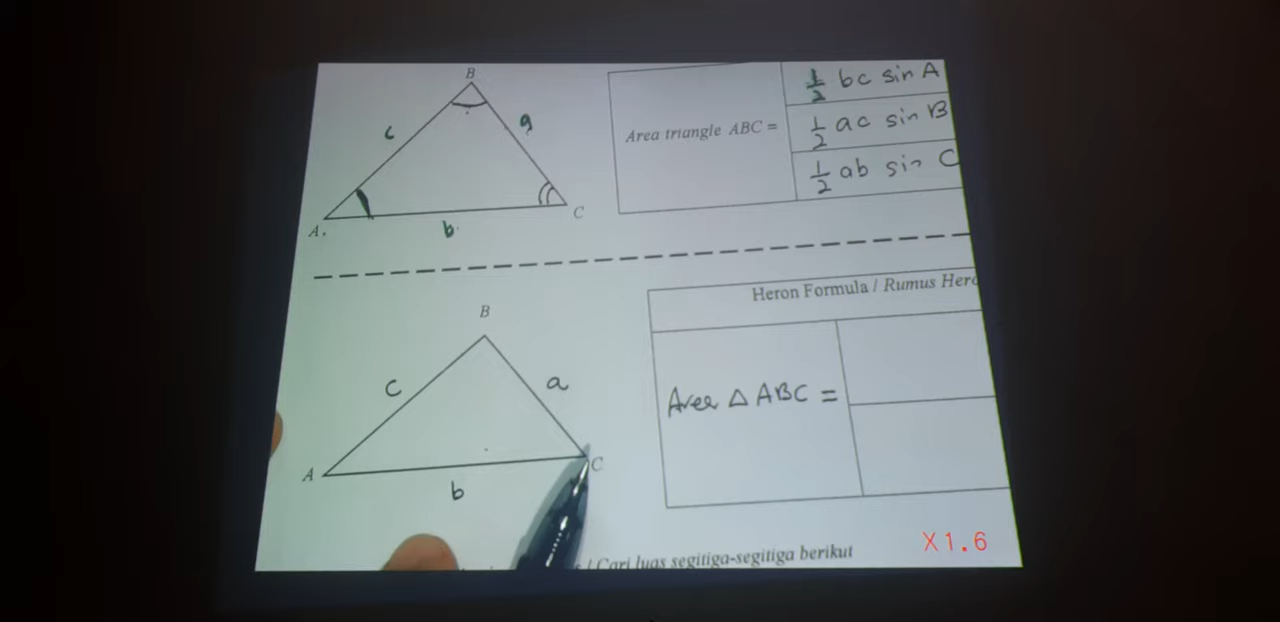 B
c
a
A.
b
C
Area triangle ABC =
1/2 bc sin A
1/2 ac sin B
1/2 ab sin C
B
c
a
A
b
C
Heron Formula / Rumus
Area △ ABC =
X1.6
/ Cari luas segitiga-segitiga berikut